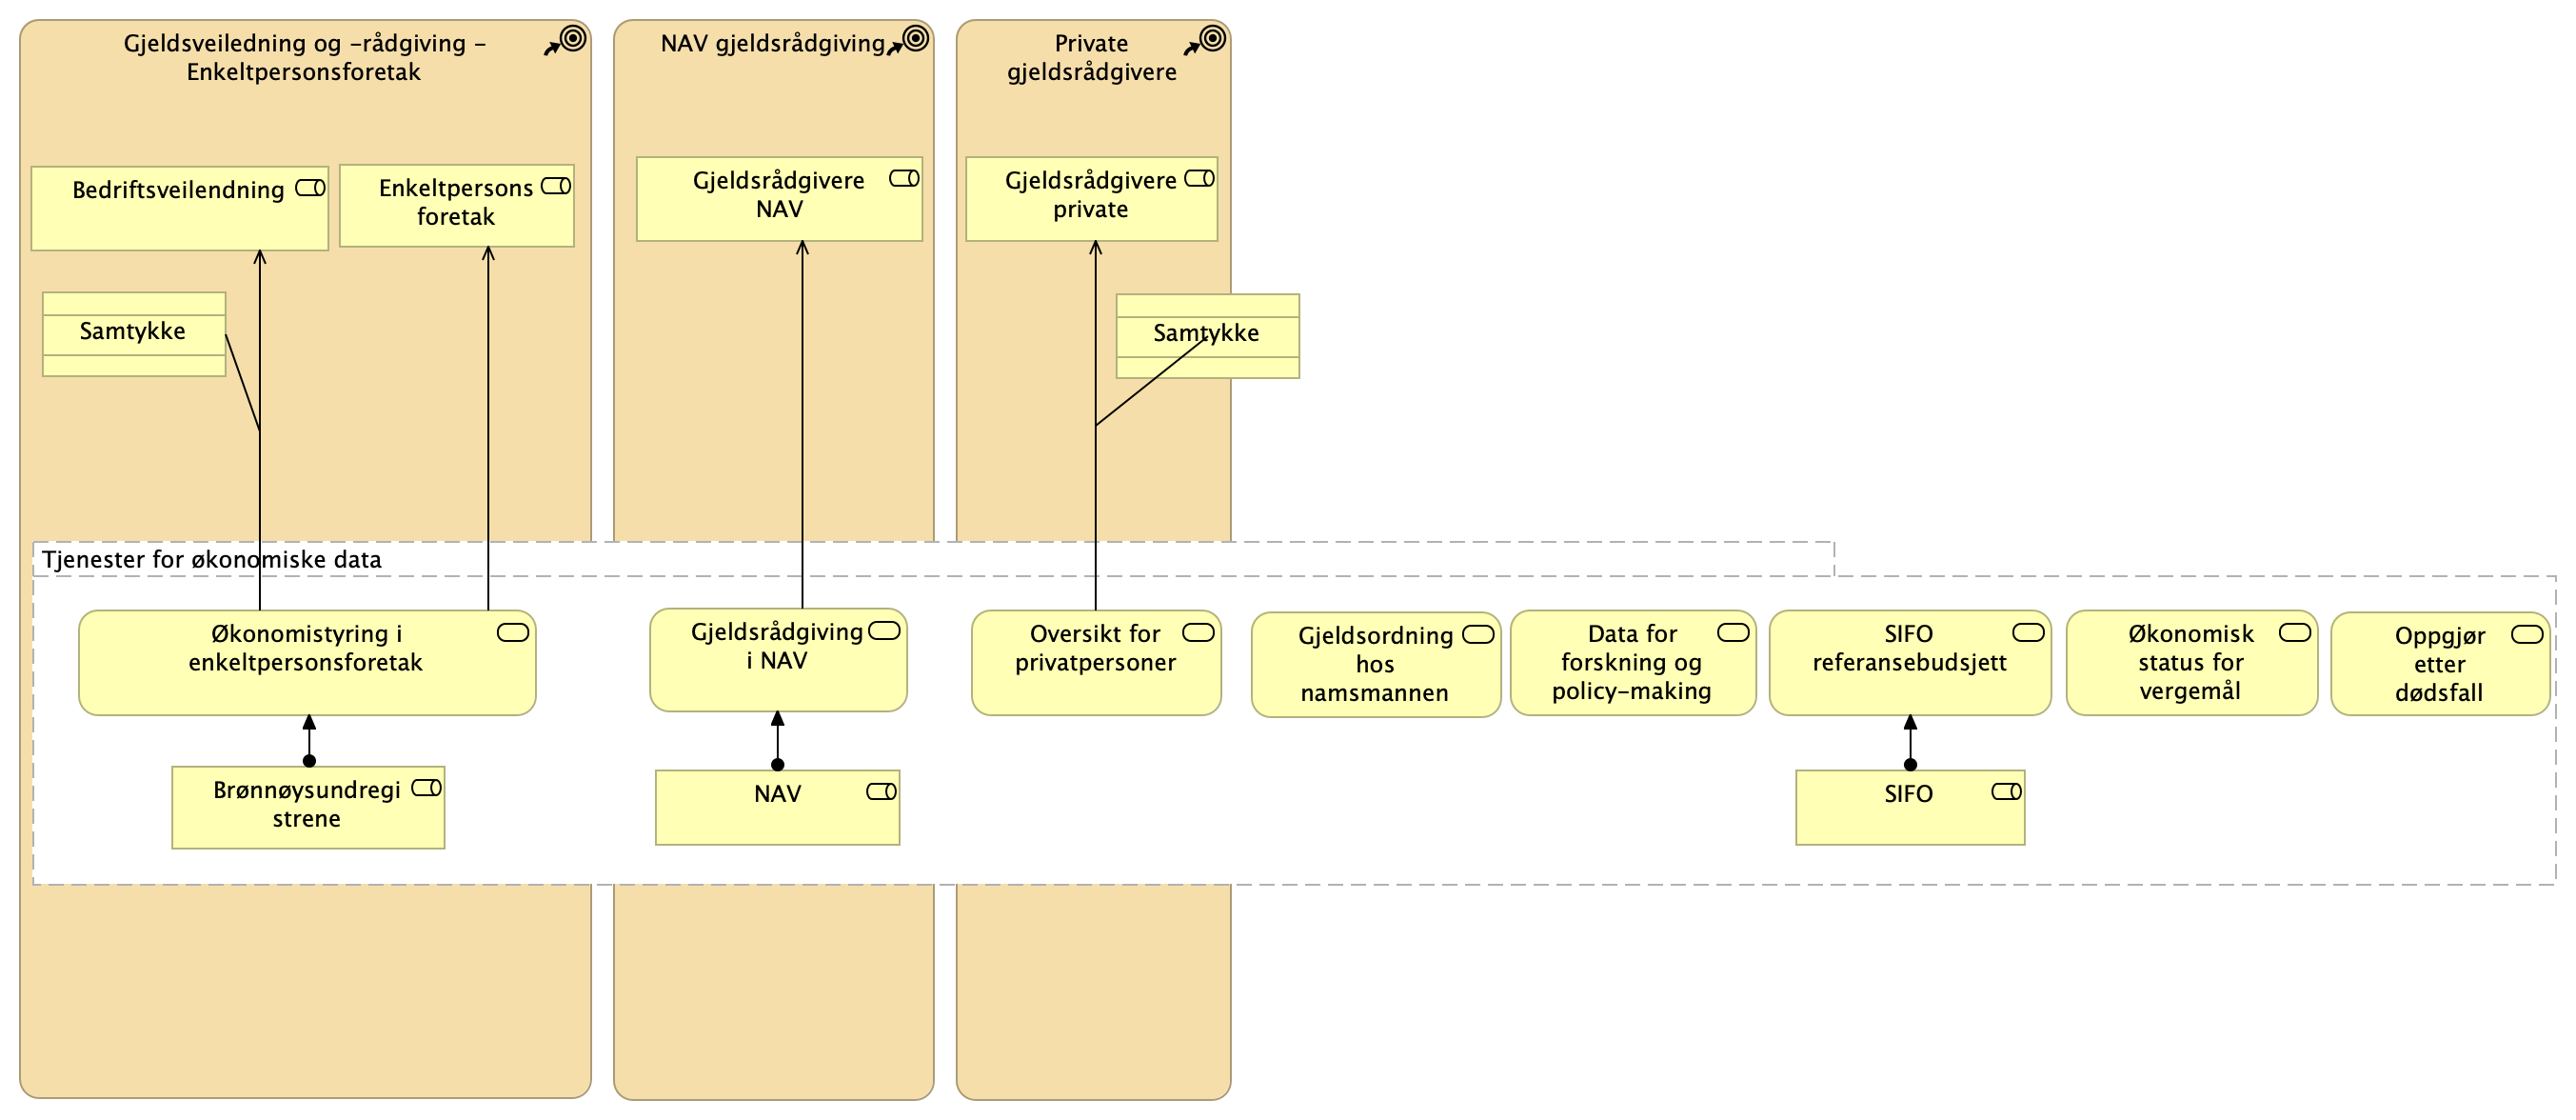 Gjeldsveiledning og -rådgiving -
Enkeltpersonsforetak
NAV gjeldsrådgiving
Private
gjeldsrådgivere
Bedriftsveilendning
Enkeltpersons
foretak
Gjeldsrådgivere
NAV
Gjeldsrådgivere
private
Samtykke
Samtykke
Tjenester for økonomiske data
Økonomistyring i
enkeltpersonsforetak
Gjeldsrådgiving
i NAV
Oversikt for
privatpersoner
Gjeldsordning
hos
namsmannen
Data for
forskning og
policy-making
SIFO
referansebudsjett
Økonomisk
status for
vergemål
Oppgjør
etter
dødsfall
Brønnøysundregi
strene
NAV
SIFO